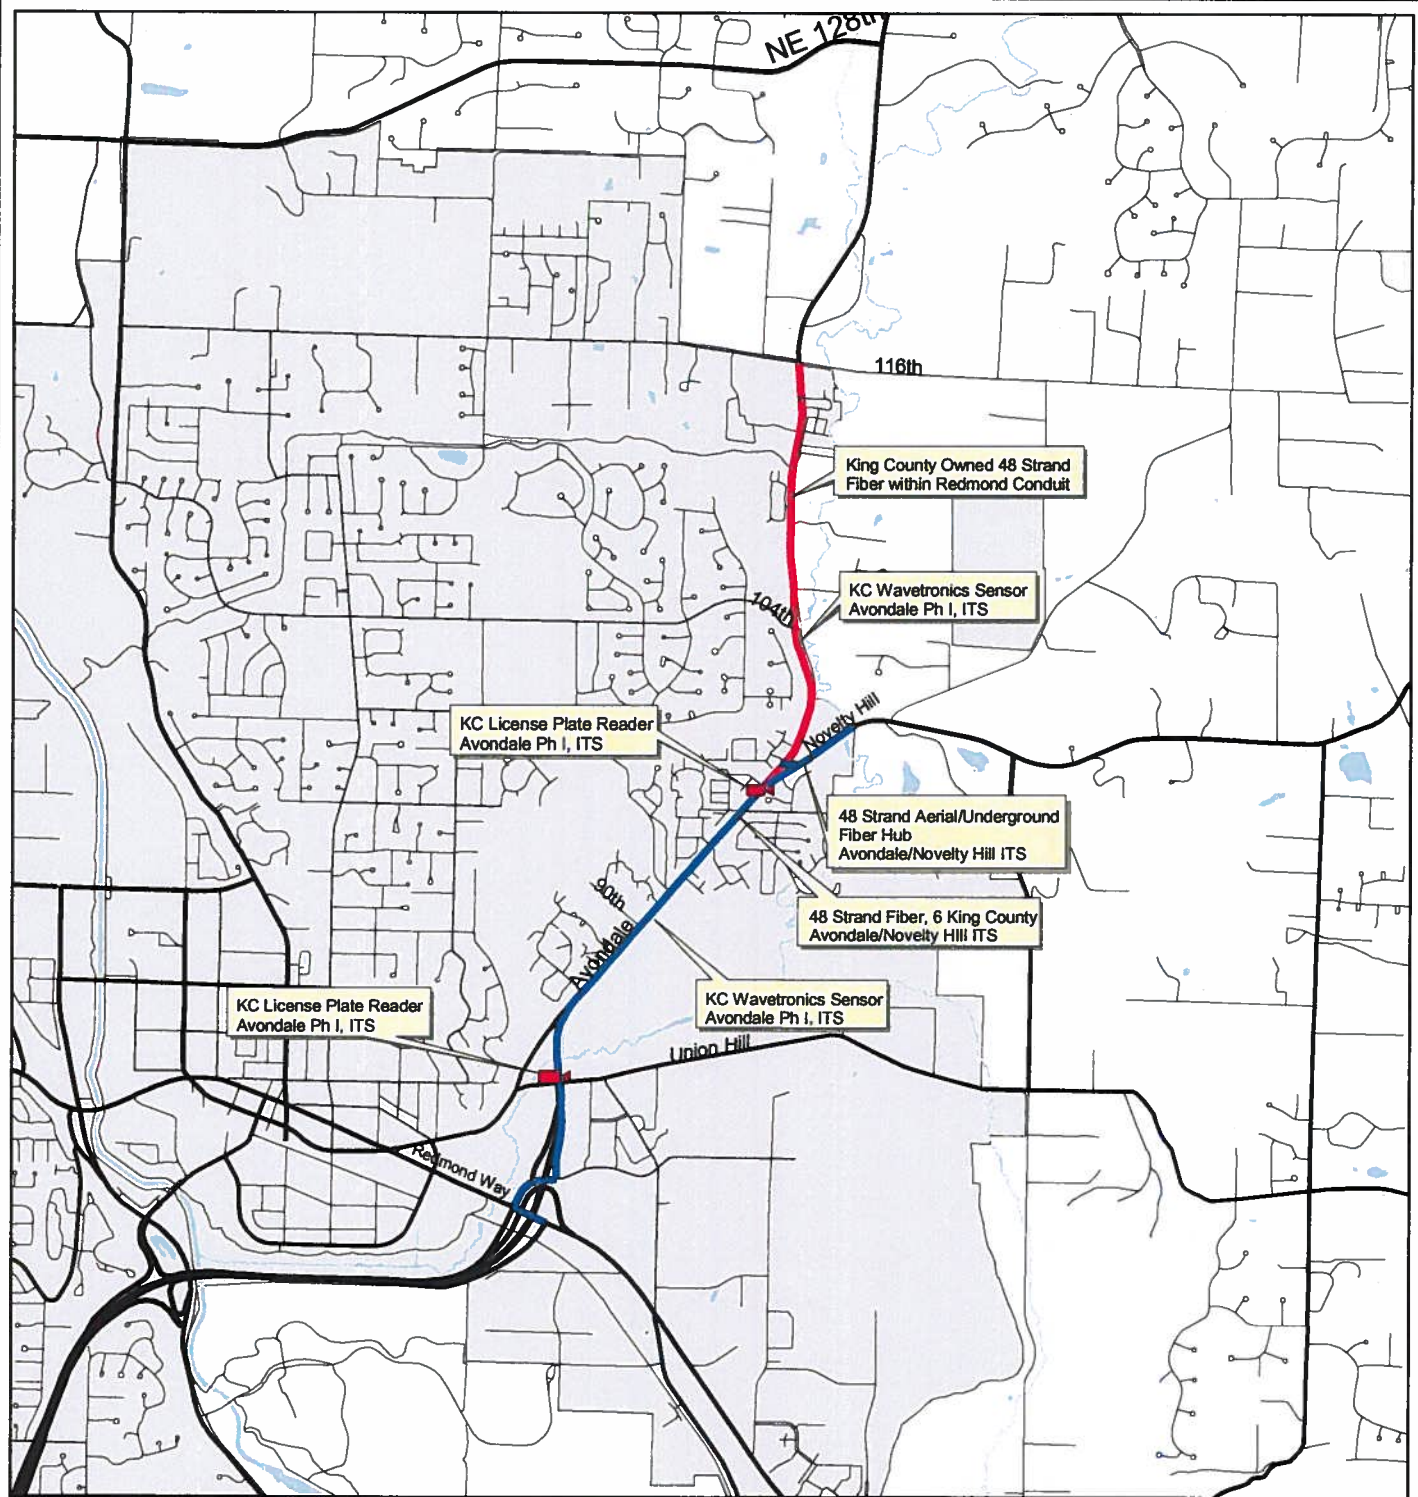 NE 128th
116th
King County Owned 48 Strand
Fiber within Redmond Conduit
KC Wavetronics Sensor
Avondale Ph I, ITS
104th
KC License Plate Reader
Avondale Ph I, ITS
Novelty Hill
48 Strand Aerial/Underground
Fiber Hub
Avondale/Novelty Hill ITS
90th
48 Strand Fiber, 6 King County
Avondale/Novelty Hill ITS
Avondale
KC Wavetronics Sensor
Avondale Ph I, ITS
KC License Plate Reader
Avondale Ph I, ITS
Union Hill
Redmond Way